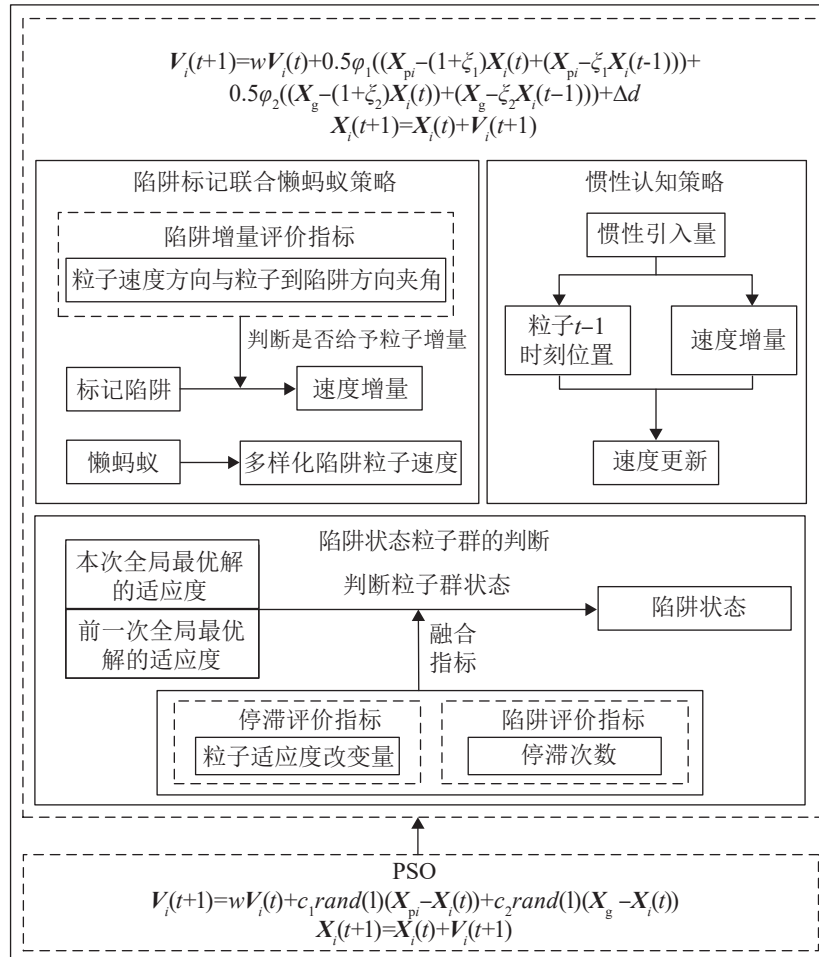 V_i(t+1)=wV_i(t)+0.5φ_1((X_pi−(1+ξ_1)X_i(t)+(X_pi−ξ_1X_i(t-1)))+
0.5φ_2((X_g−(1+ξ_2)X_i(t))+(X_g−ξ_2X_i(t−1)))+Δd
X_i(t+1)=X_i(t)+V_i(t+1)
陷阱标记联合懒蚂蚁策略
陷阱增量评价指标
粒子速度方向与粒子到陷阱方向夹角
判断是否给予粒子增量
标记陷阱
速度增量
懒蚂蚁
多样化陷阱粒子速度
惯性认知策略
惯性引入量
粒子t−1
时刻位置
速度增量
速度更新
陷阱状态粒子群的判断
本次全局最优解
的适应度
前一次全局最优
解的适应度
判断粒子群状态
陷阱状态
融合
指标
停滞评价指标
粒子适应度改变量
陷阱评价指标
停滞次数
PSO
V_i(t+1)=wV_i(t)+c_1rand(1)(X_pi−X_i(t))+c_2rand(1)(X_g −X_i(t))
X_i(t+1)=X_i(t)+V_i(t+1)